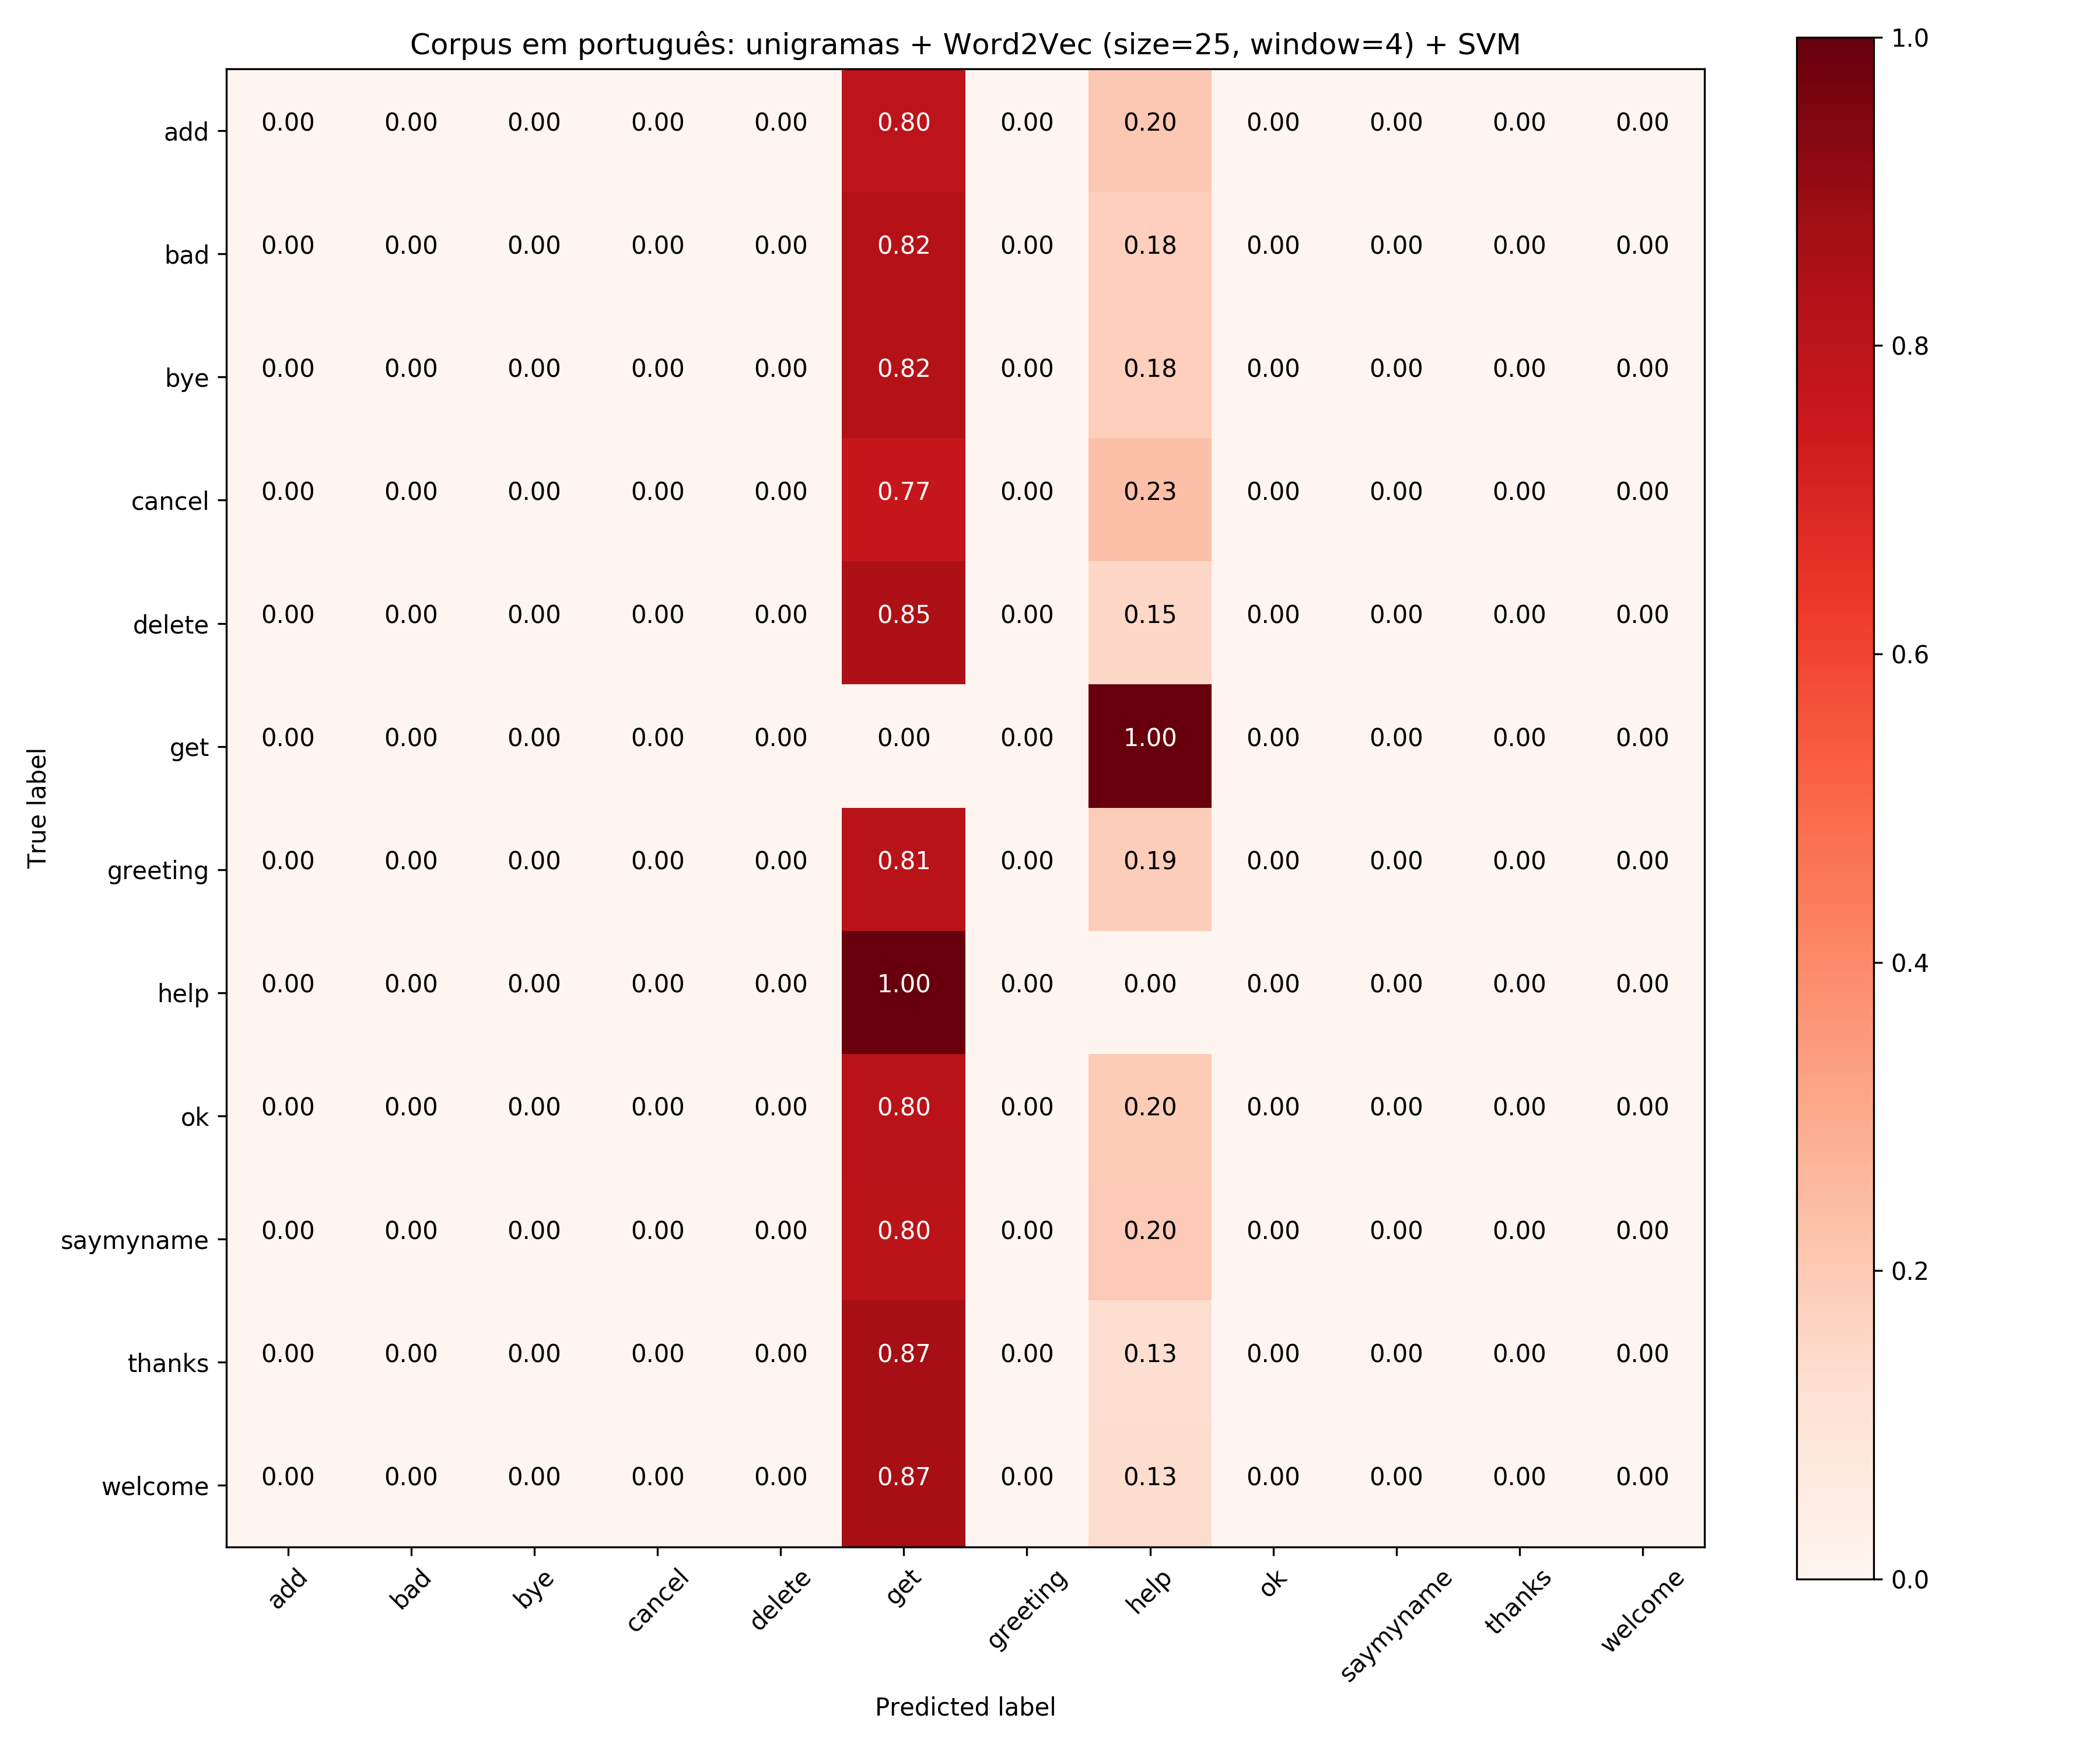 Corpus em português: unigramas + Word2Vec (size=25, window=4) + SVM
1.0
add 0.00 0.00 0.00 0.00 0.00 0.80 0.00 0.20 0.00 0.00 0.00 0.00
bad 0.00 0.00 0.00 0.00 0.00 0.82 0.00 0.18 0.00 0.00 0.00 0.00
0.8
bye 0.00 0.00 0.00 0.00 0.00 0.82 0.00 0.18 0.00 0.00 0.00 0.00
cancel 0.00 0.00 0.00 0.00 0.00 0.77 0.00 0.23 0.00 0.00 0.00 0.00
delete 0.00 0.00 0.00 0.00 0.00 0.85 0.00 0.15 0.00 0.00 0.00 0.00
0.6
get 0.00 0.00 0.00 0.00 0.00 0.00 0.00 1.00 0.00 0.00 0.00 0.00
True label
greeting 0.00 0.00 0.00 0.00 0.00 0.81 0.00 0.19 0.00 0.00 0.00 0.00
0.4
help 0.00 0.00 0.00 0.00 0.00 1.00 0.00 0.00 0.00 0.00 0.00 0.00
ok 0.00 0.00 0.00 0.00 0.00 0.80 0.00 0.20 0.00 0.00 0.00 0.00
saymyname 0.00 0.00 0.00 0.00 0.00 0.80 0.00 0.20 0.00 0.00 0.00 0.00
0.2
thanks 0.00 0.00 0.00 0.00 0.00 0.87 0.00 0.13 0.00 0.00 0.00 0.00
welcome 0.00 0.00 0.00 0.00 0.00 0.87 0.00 0.13 0.00 0.00 0.00 0.00
0.0
add bad bye cancel delete get greeting help ok saymyname thanks welcome
Predicted label